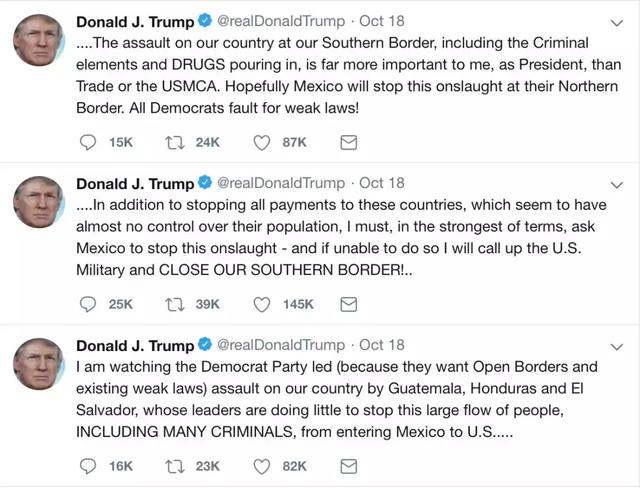 Donald J. Trump @realDonaldTrump · Oct 18
....The assault on our country at our Southern Border, including the Criminal
elements and DRUGS pouring in, is far more important to me, as President, than
Trade or the USMCA. Hopefully Mexico will stop this onslaught at their Northern
Border. All Democrats fault for weak laws!
15K 24K 87K
Donald J. Trump @realDonaldTrump · Oct 18
....In addition to stopping all payments to these countries, which seem to have
almost no control over their population, I must, in the strongest of terms, ask
Mexico to stop this onslaught - and if unable to do so I will call up the U.S.
Military and CLOSE OUR SOUTHERN BORDER!..
25K 39K 145K
Donald J. Trump @realDonaldTrump · Oct 18
I am watching the Democrat Party led (because they want Open Borders and
existing weak laws) assault on our country by Guatemala, Honduras and El
Salvador, whose leaders are doing little to stop this large flow of people,
INCLUDING MANY CRIMINALS, from entering Mexico to U.S.....
16K 23K 82K